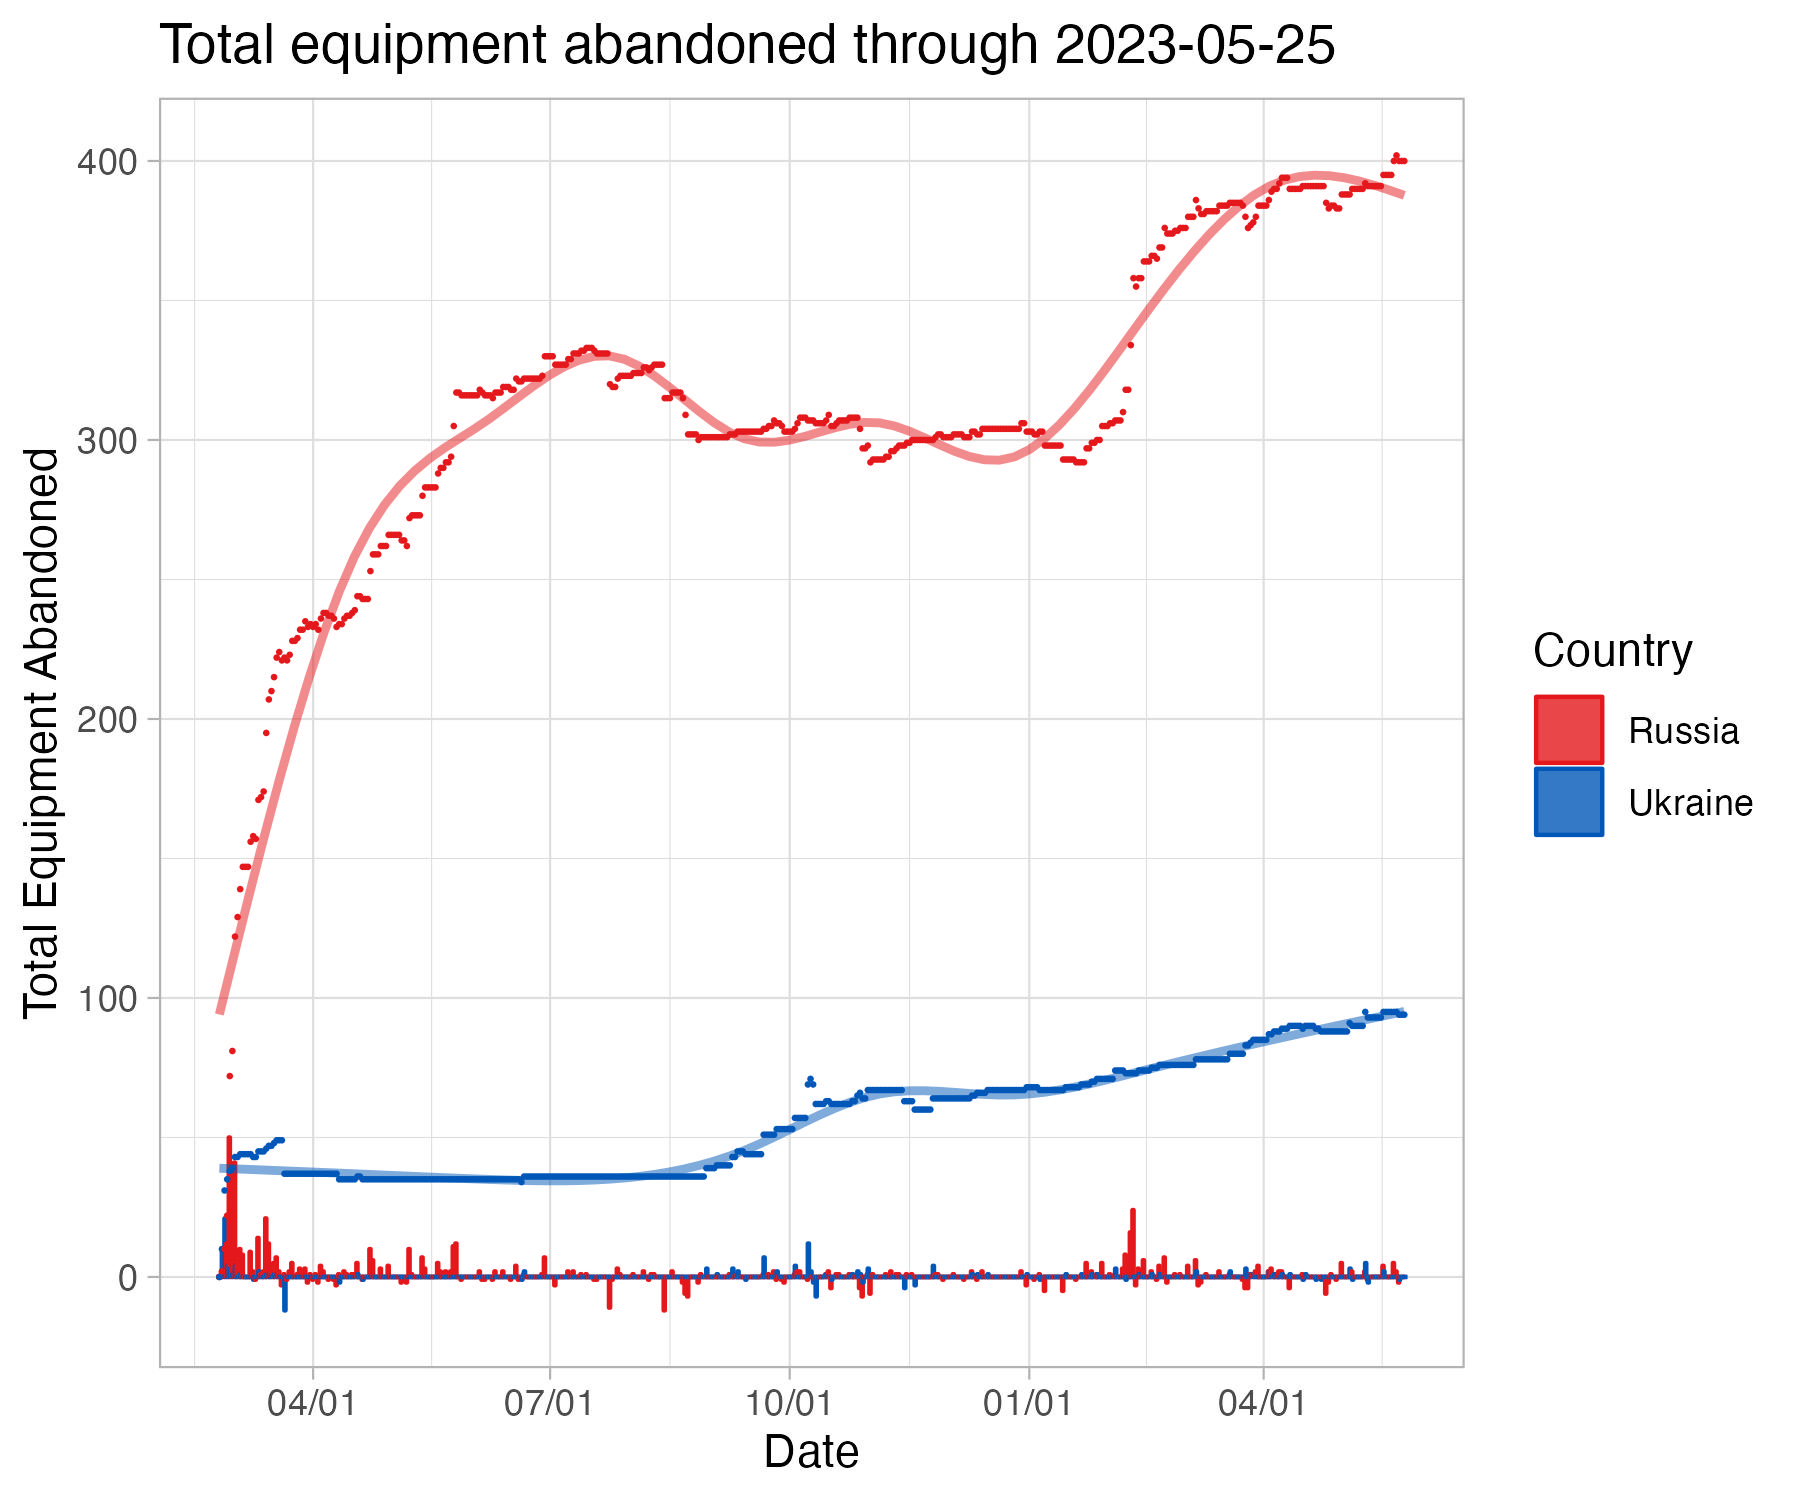 Total equipment abandoned through 2023-05-25
Total Equipment Abandoned
400
300
200
100
0
04/01 07/01 10/01 01/01 04/01
Date
Country
Russia
Ukraine